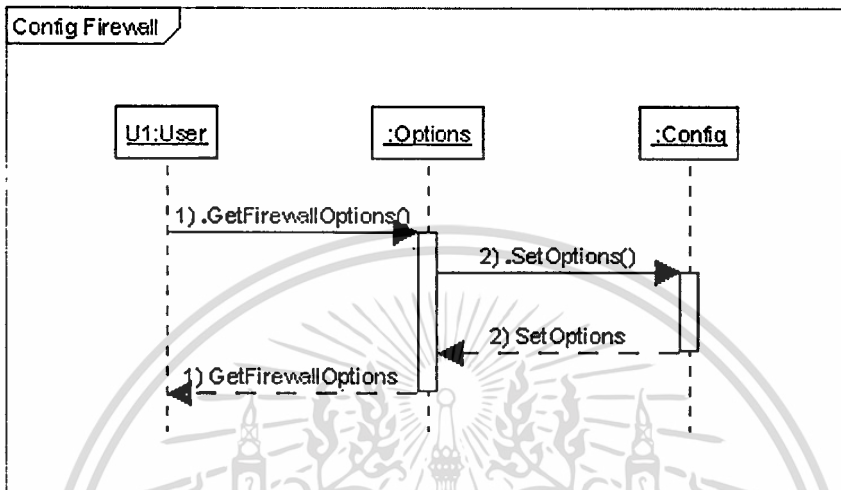 Config Firewall
U1:User
:Options
:Config
1) .GetFirewallOptions()
2) .SetOptions()
2) SetOptions
1) GetFirewallOptions